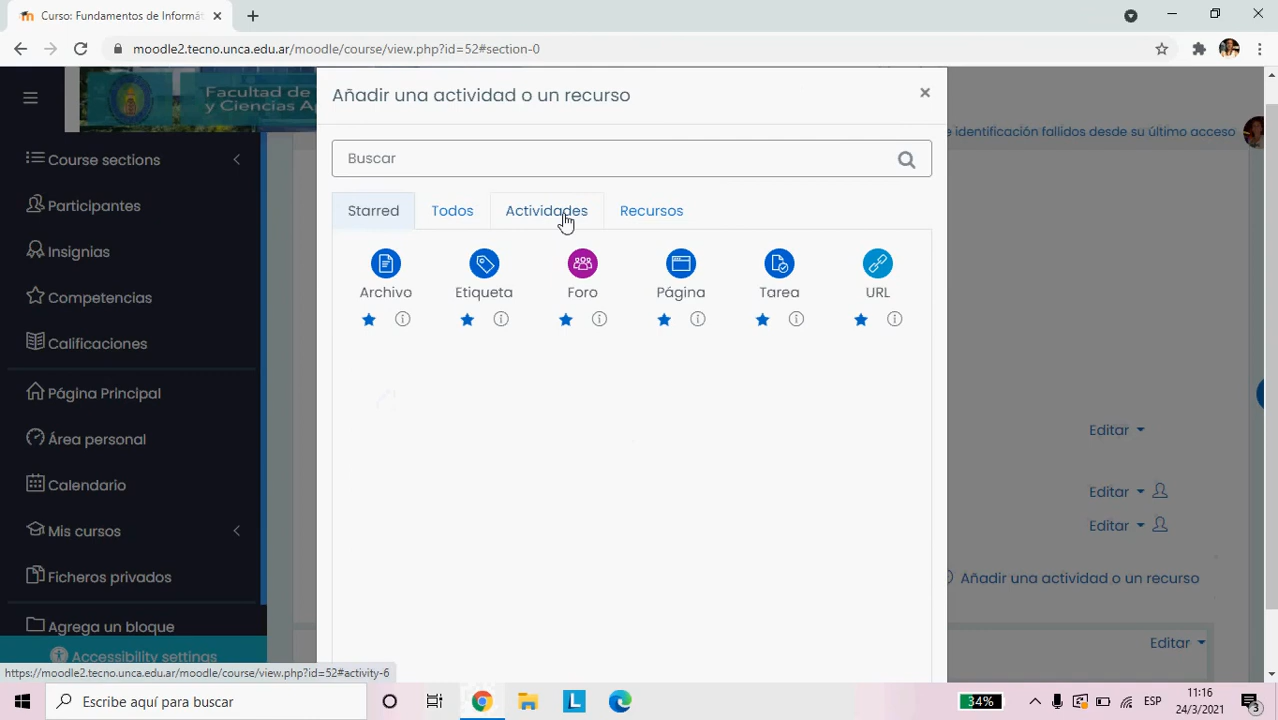 Curso: Fundamentos de Informát
moodle2.tecno.unca.edu.ar/moodle/course/view.php?id=52#section-0
Facultad de
y Ciencias Ap
Añadir una actividad o un recurso
e identificación fallidos desde su último acceso
Buscar
Course sections
Participantes
Insignias
Competencias
Calificaciones
Página Principal
Área personal
Calendario
Mis cursos
Ficheros privados
Agrega un bloque
Accessibility settings
Starred Todos Actividades Recursos
Archivo Etiqueta Foro Página Tarea URL
Editar
Editar
Editar
Añadir una actividad o un recurso
Editar
https://moodle2.tecno.unca.edu.ar/moodle/course/view.php?id=52#activity-6
Escribe aquí para buscar
L
34%
ESP
11:16
24/3/2021
3